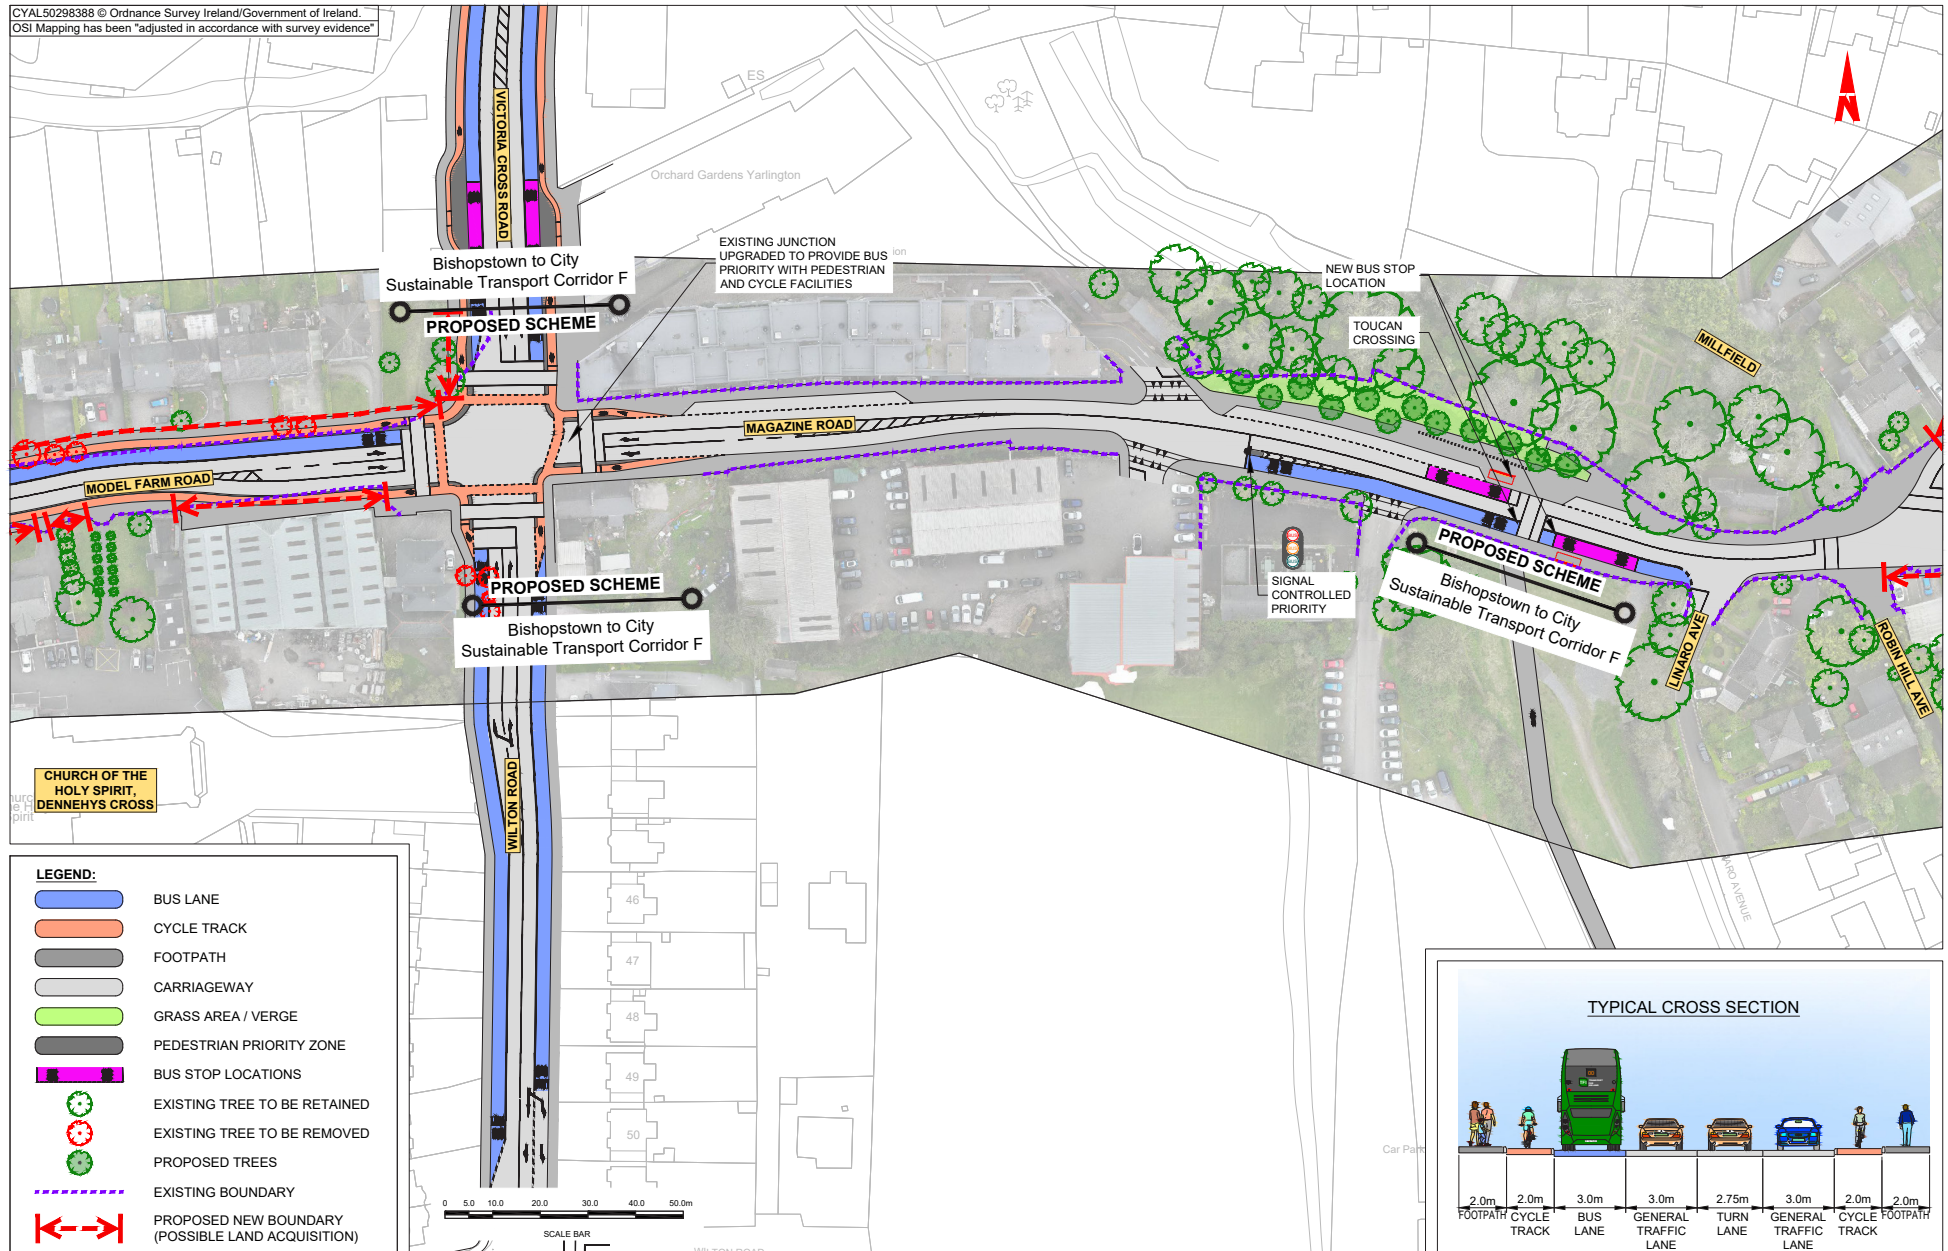 CYAL50298388 © Ordnance Survey Ireland/Government of Ireland.
OSI Mapping has been "adjusted in accordance with survey evidence"
VICTORIA CROSS ROAD
ES
Orchard Gardens Yarlington
Bishopstown to City
Sustainable Transport Corridor F
PROPOSED SCHEME
EXISTING JUNCTION
UPGRADED TO PROVIDE BUS
PRIORITY WITH PEDESTRIAN
AND CYCLE FACILITIES
NEW BUS STOP
LOCATION
TOUCAN
CROSSING
MILLFIELD
MAGAZINE ROAD
MODEL FARM ROAD
PROPOSED SCHEME
Bishopstown to City
Sustainable Transport Corridor F
SIGNAL
CONTROLLED
PRIORITY
PROPOSED SCHEME
Bishopstown to City
Sustainable Transport Corridor F
LINARO AVE
ROBIN HILL AVE
WILTON ROAD
CHURCH OF THE
HOLY SPIRIT,
DENNEHYS CROSS
46
47
48
49
50
Car Park
LEGEND:
BUS LANE
CYCLE TRACK
FOOTPATH
CARRIAGEWAY
GRASS AREA / VERGE
PEDESTRIAN PRIORITY ZONE
BUS STOP LOCATIONS
EXISTING TREE TO BE RETAINED
EXISTING TREE TO BE REMOVED
PROPOSED TREES
EXISTING BOUNDARY
PROPOSED NEW BOUNDARY
(POSSIBLE LAND ACQUISITION)
0 5.0 10.0 20.0 30.0 40.0 50.0m
SCALE BAR
WILTON ROAD
TYPICAL CROSS SECTION
2.0m 2.0m 3.0m 3.0m 2.75m 3.0m 2.0m 2.0m
FOOTPATH CYCLE BUS GENERAL TURN GENERAL CYCLE FOOTPATH
TRACK LANE TRAFFIC LANE TRAFFIC TRACK
LANE LANE